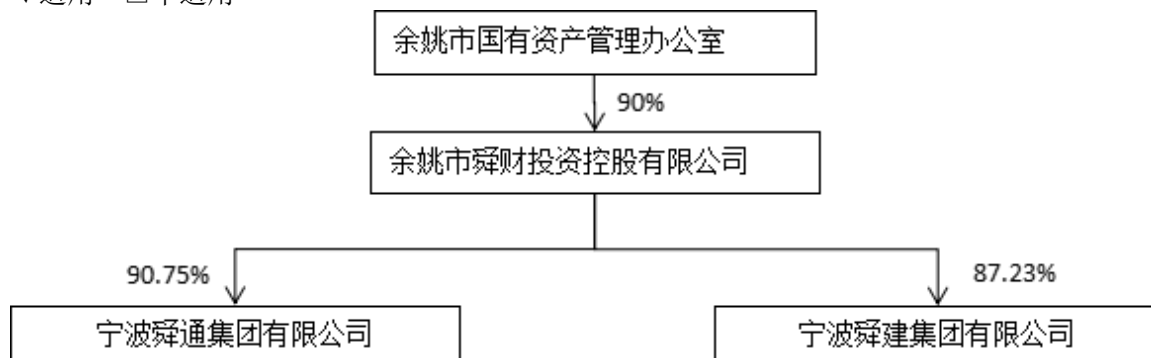 余姚市国有资产管理办公室
90%
余姚市舜财投资控股有限公司
90.75%
87.23%
宁波舜通集团有限公司
宁波舜建集团有限公司